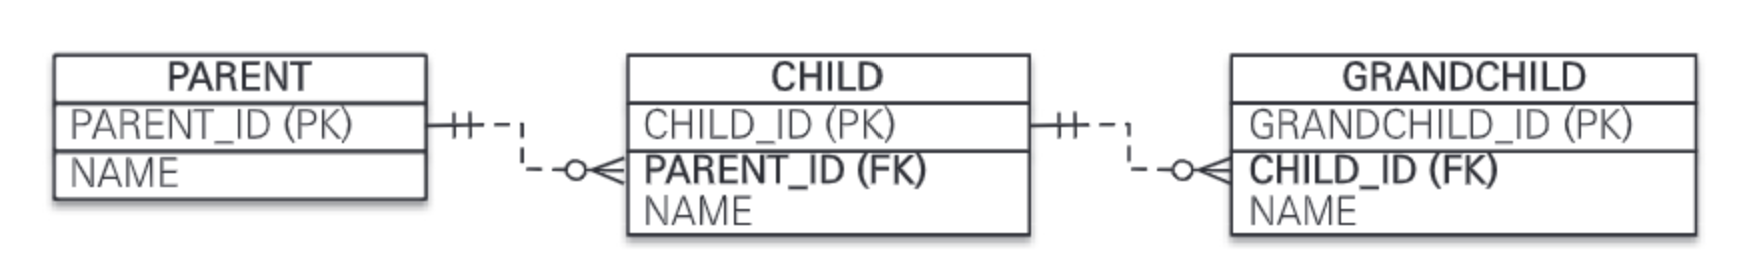 PARENT
PARENT_ID (PK)
NAME
CHILD
CHILD_ID (PK)
PARENT_ID (FK)
NAME
GRANDCHILD
GRANDCHILD_ID (PK)
CHILD_ID (FK)
NAME